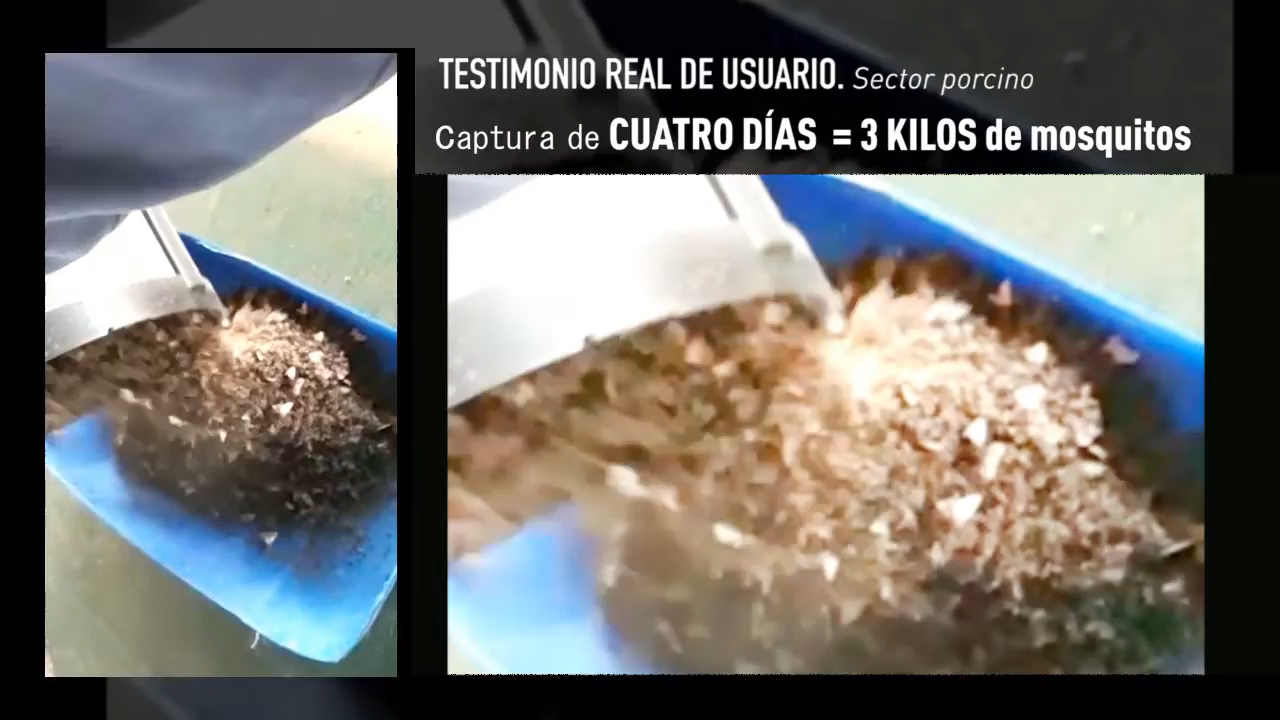 TESTIMONIO REAL DE USUARIO. Sector porcino
Captura de CUATRO DÍAS = 3 KILOS de mosquitos